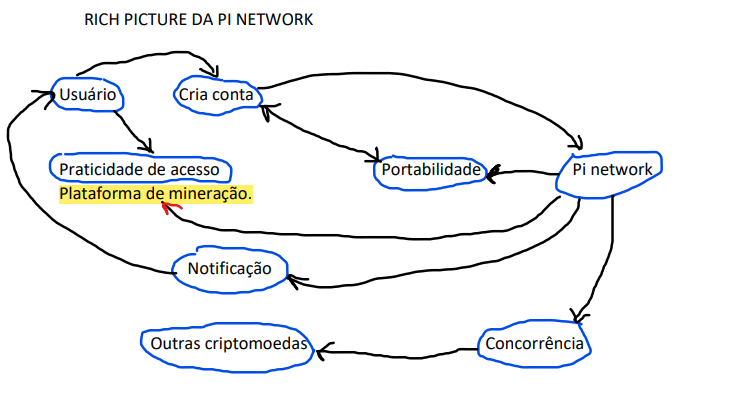 RICH PICTURE DA PI NETWORK
Usuário
Cria conta
Praticidade de acesso
Portabilidade
Pi network
Plataforma de mineração.
Notificação
Outras criptomoedas
Concorrência